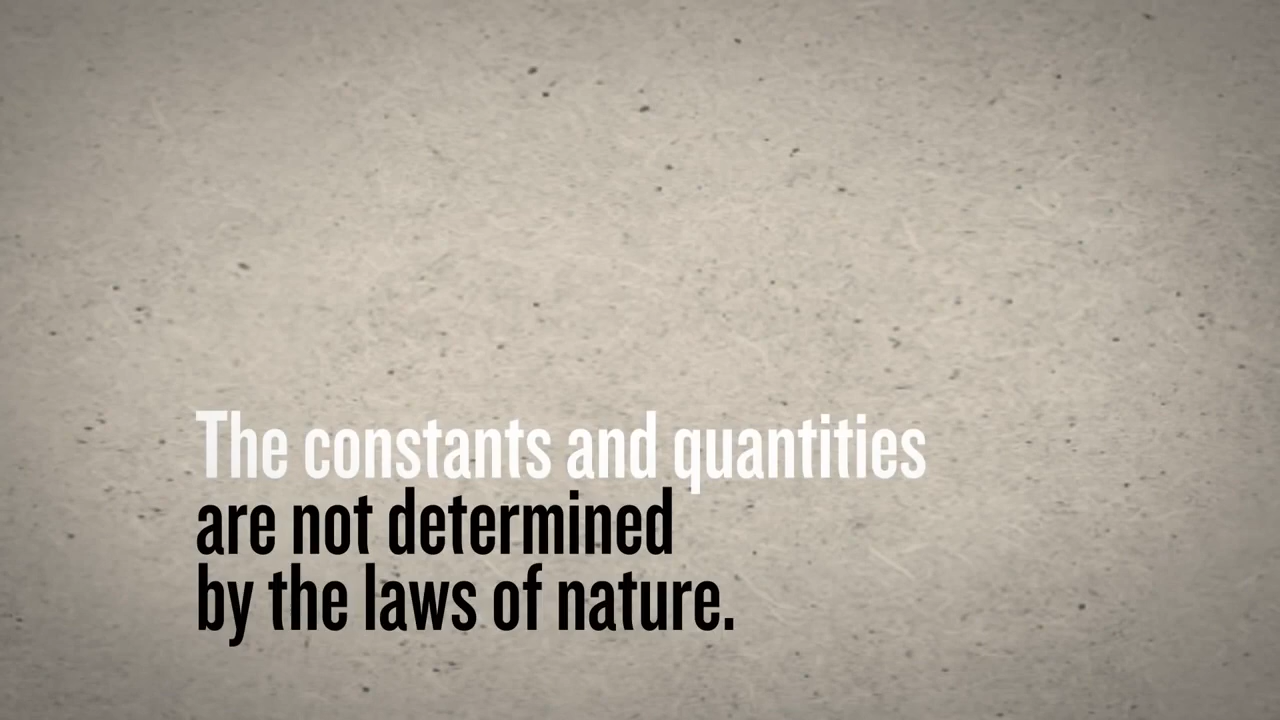 The constants and quantities
are not determined
by the laws of nature.